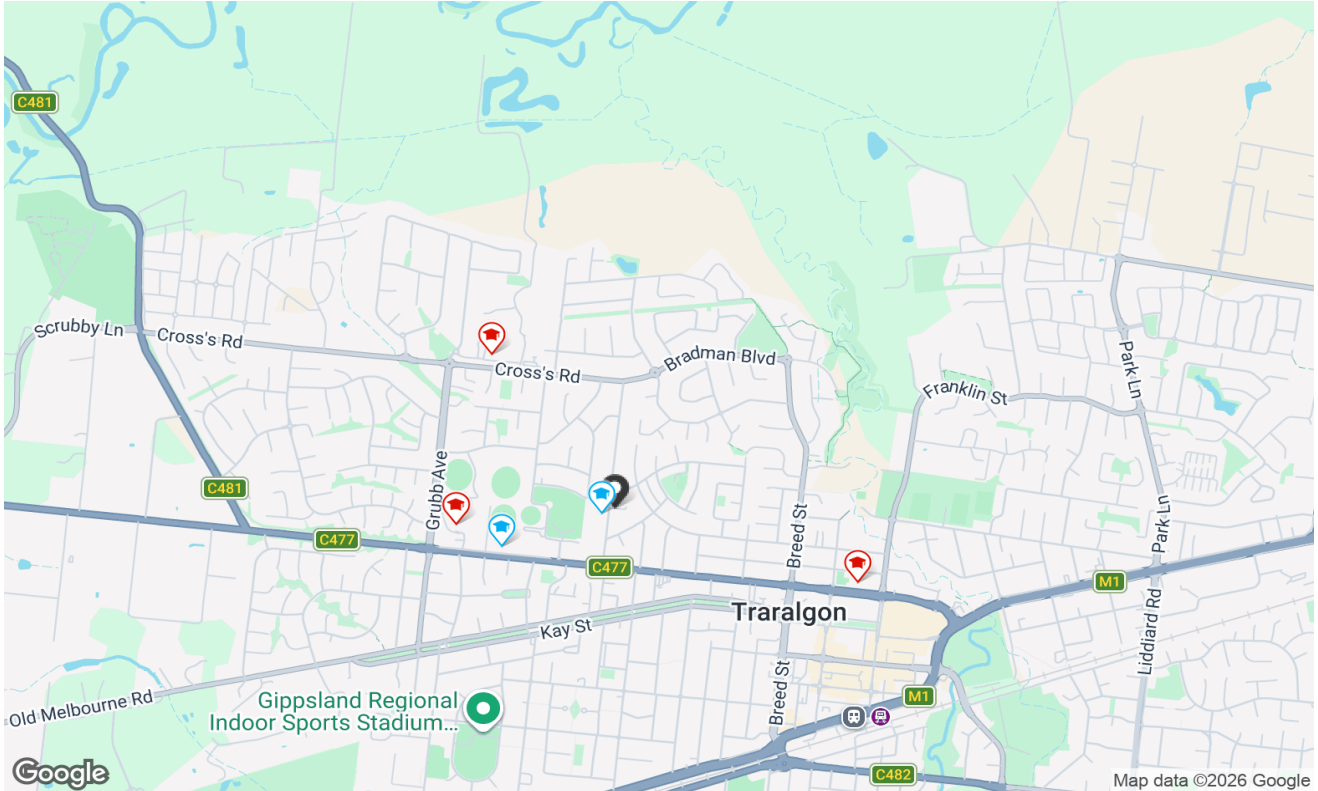 C481
Scrubby Ln
Cross's Rd
Cross's Rd
Bradman Blvd
Park Ln
Franklin St
C481
Grubb Ave
Breed St
Park Ln
C477
C477
M1
Traralgon
Kay St
Liddiard Rd
Old Melbourne Rd
Gippsland Regional
Indoor Sports Stadium...
Breed St
M1
C482
Google
Map data ©2026 Google